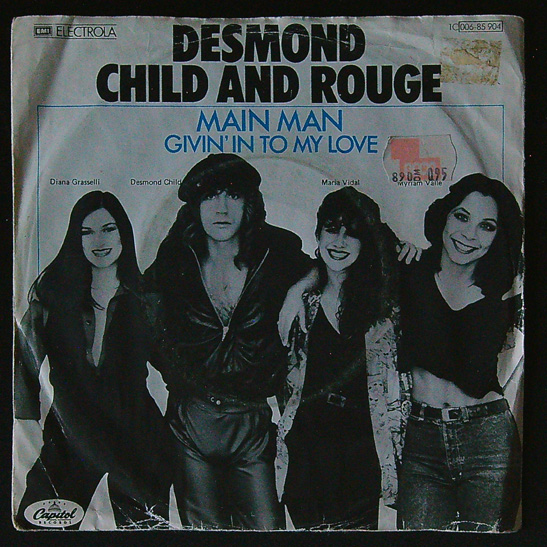 EMI ELECTROLA
1C 006-85 904
DESMOND
CHILD AND ROUGE
MAIN MAN
GIVIN' IN TO MY LOVE
Diana Grasselli
Desmond Child
Maria Vidal
Myriam Valle
Capitol
RECORDS